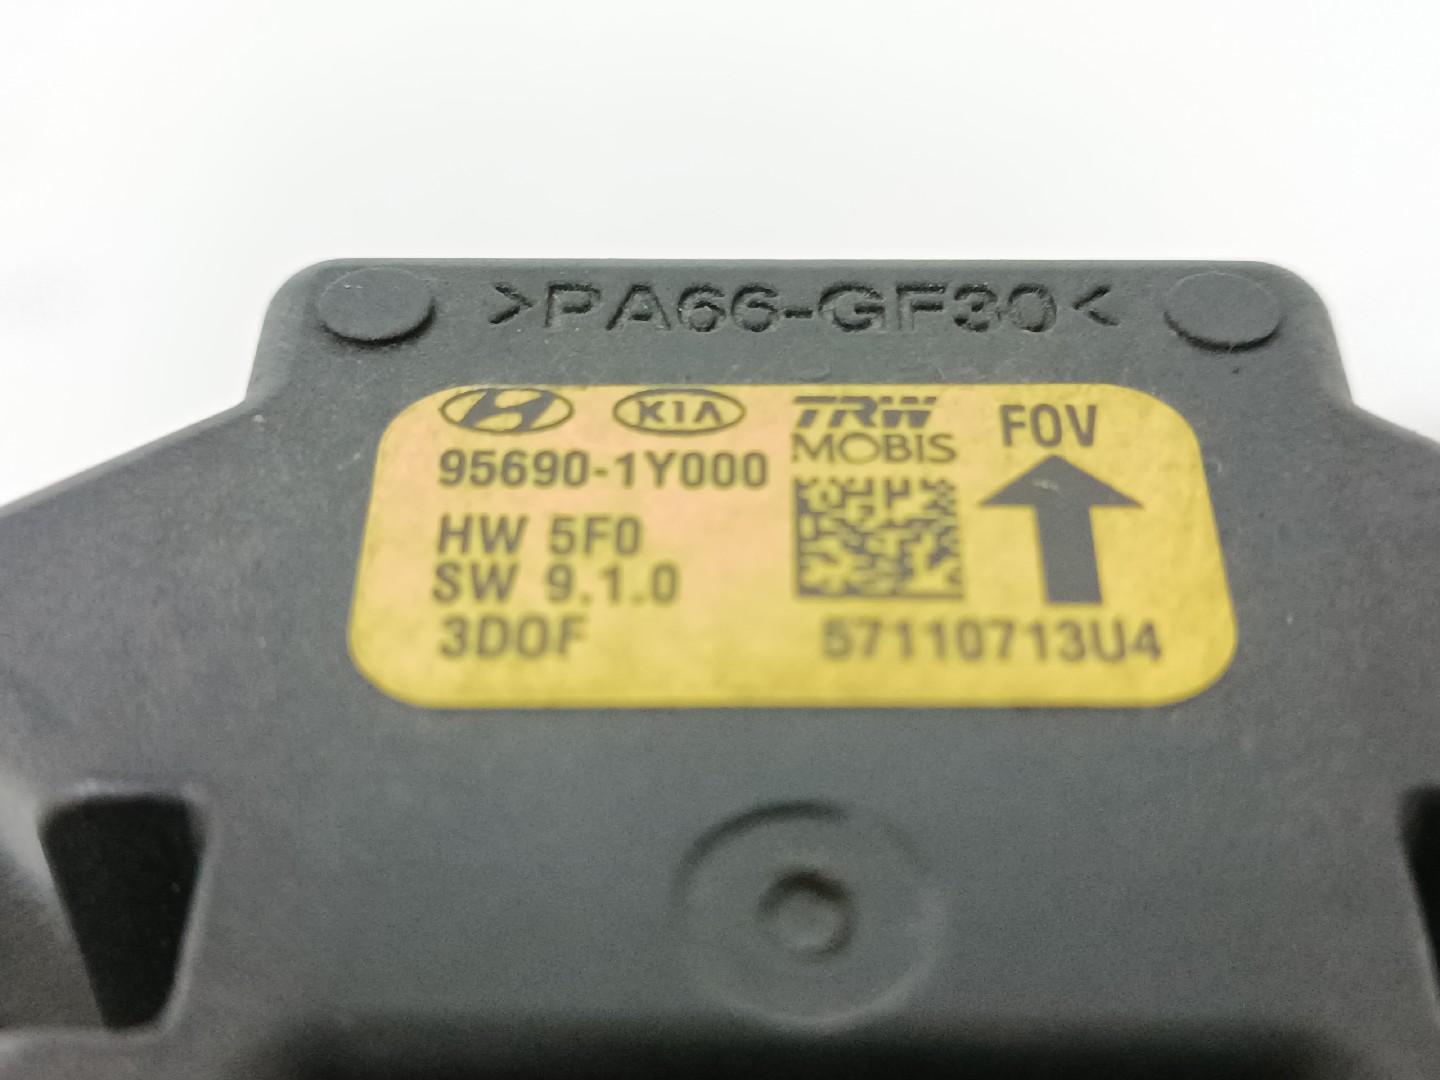 >PA66-GF30<
KIA
TRW
MOBIS
FOV
95690-1Y000
HW 5F0
SW 9.1.0
3DOF
57110713U4